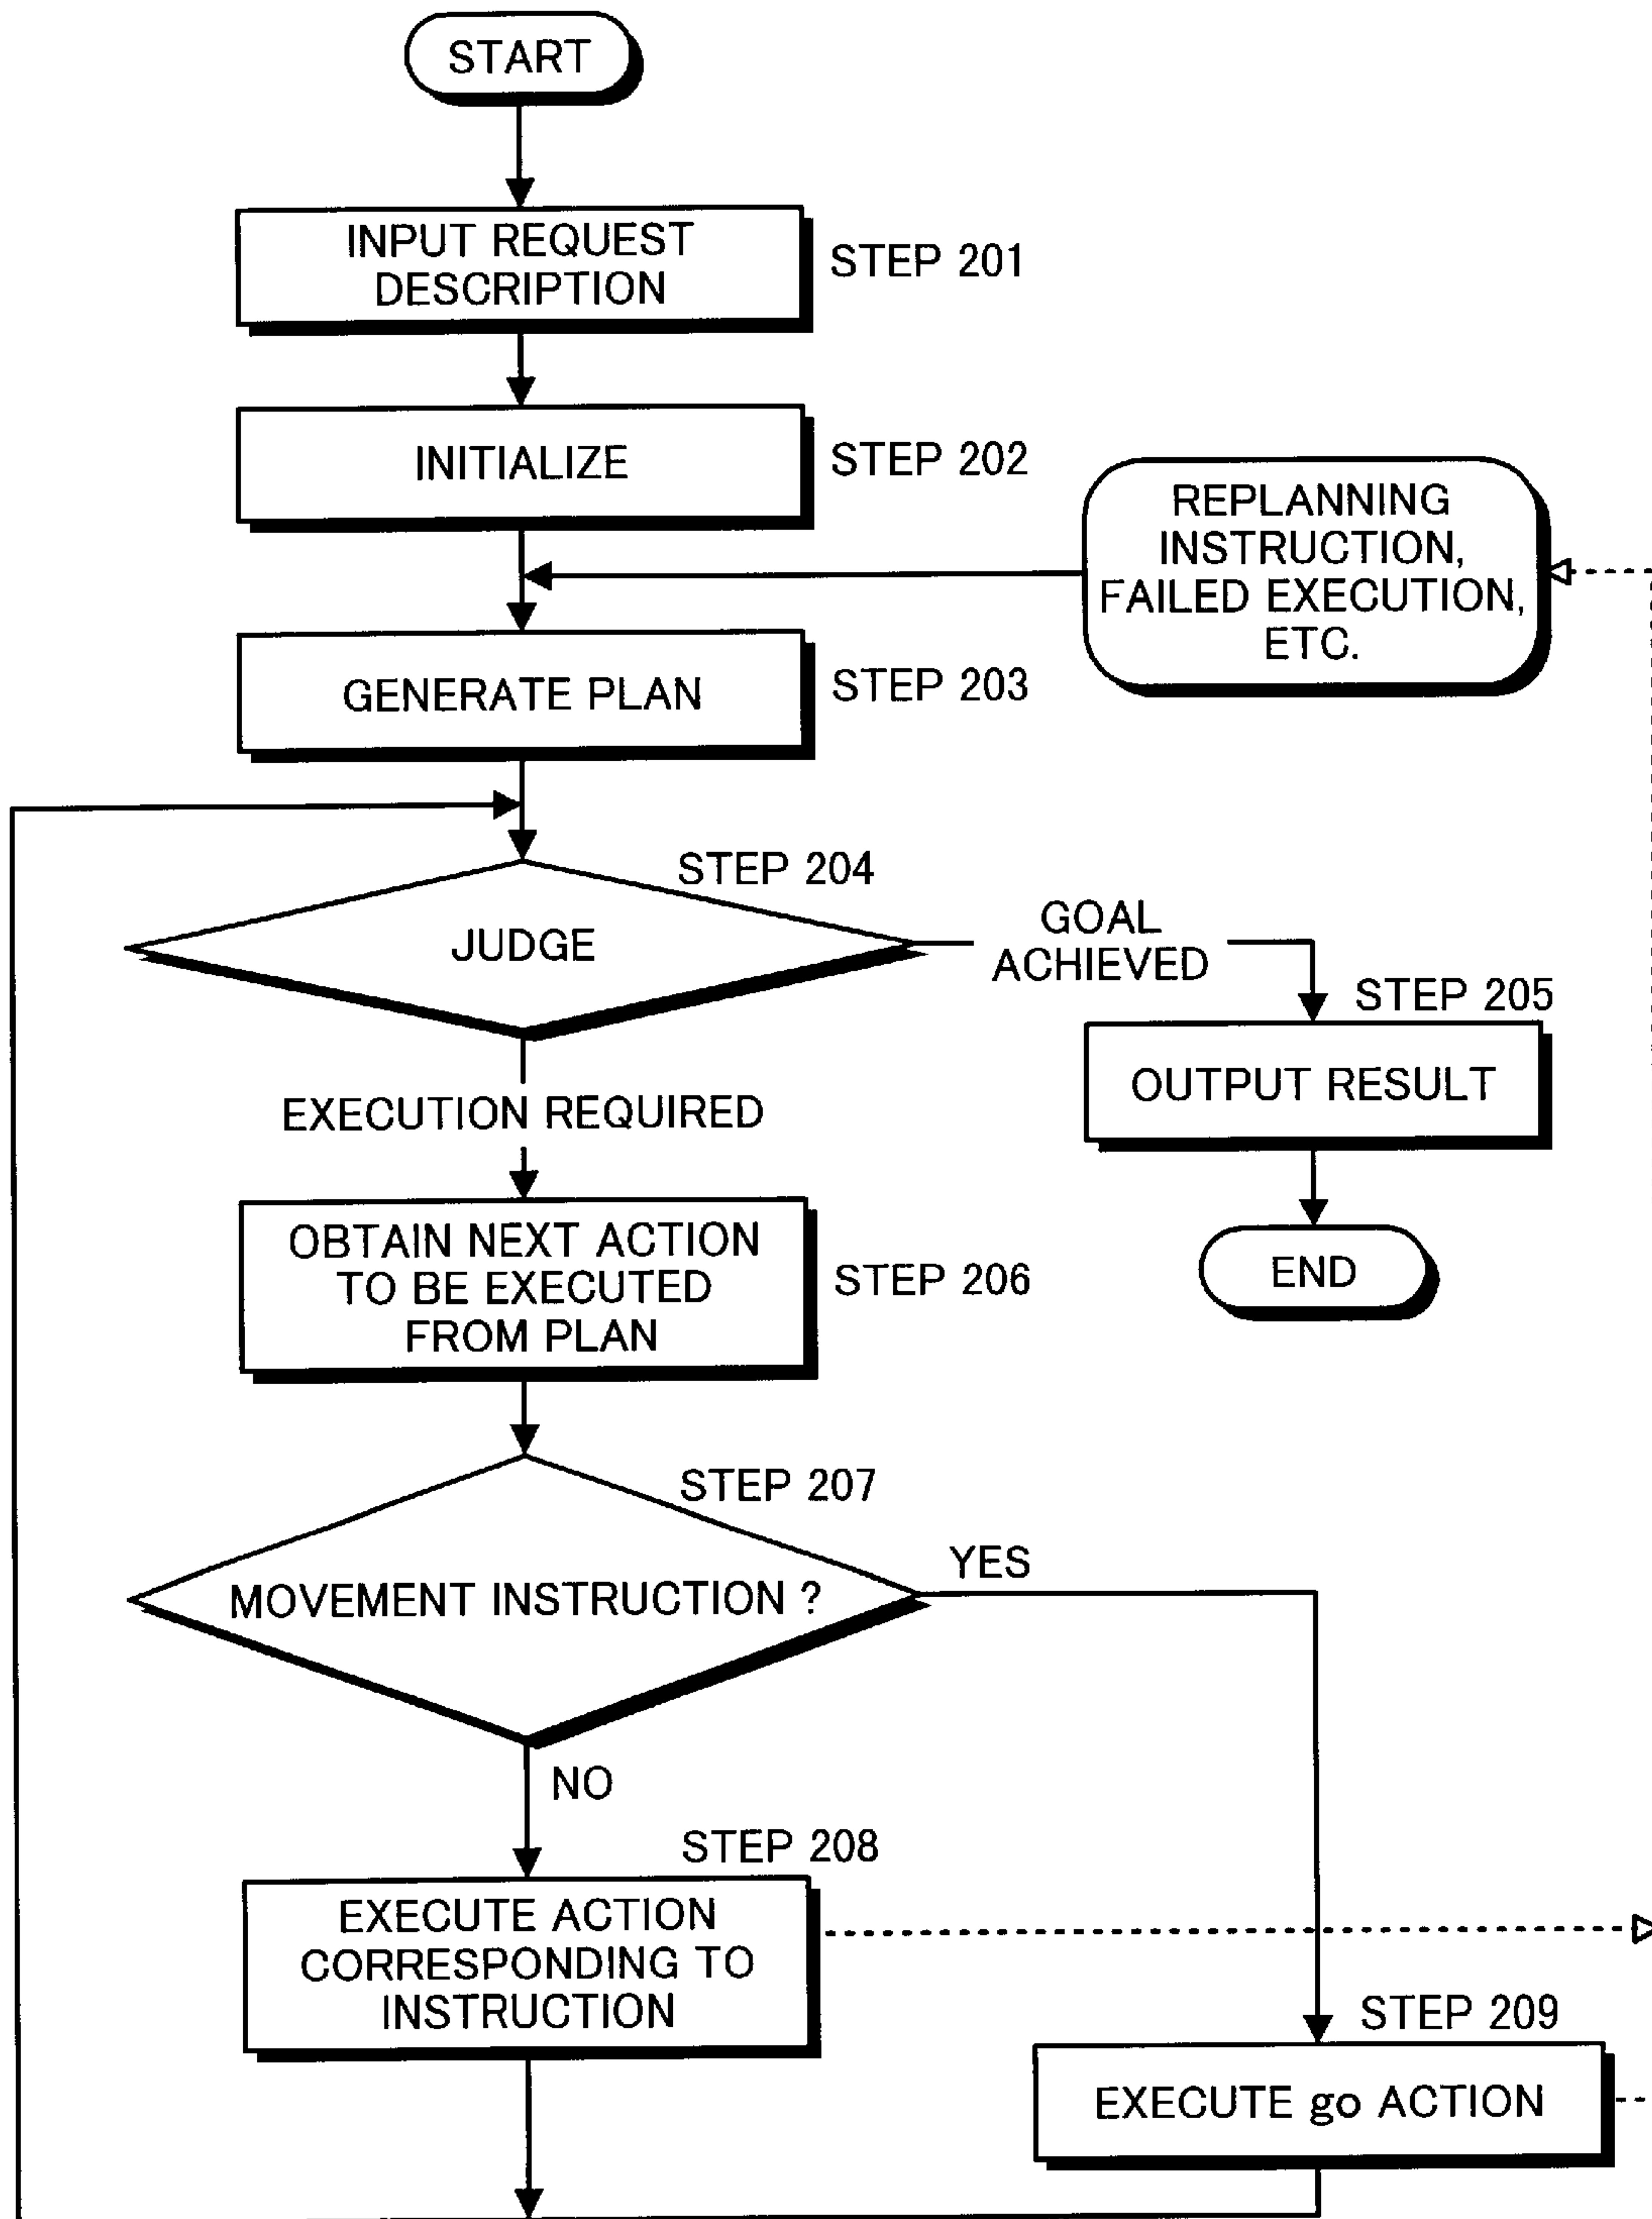 START
INPUT REQUEST
DESCRIPTION
STEP 201
INITIALIZE
STEP 202
REPLANNING
INSTRUCTION,
FAILED EXECUTION,
ETC.
GENERATE PLAN
STEP 203
STEP 204
JUDGE
GOAL
ACHIEVED
STEP 205
OUTPUT RESULT
EXECUTION REQUIRED
END
OBTAIN NEXT ACTION
TO BE EXECUTED
FROM PLAN
STEP 206
STEP 207
MOVEMENT INSTRUCTION ?
YES
NO
STEP 208
EXECUTE ACTION
CORRESPONDING TO
INSTRUCTION
STEP 209
EXECUTE go ACTION